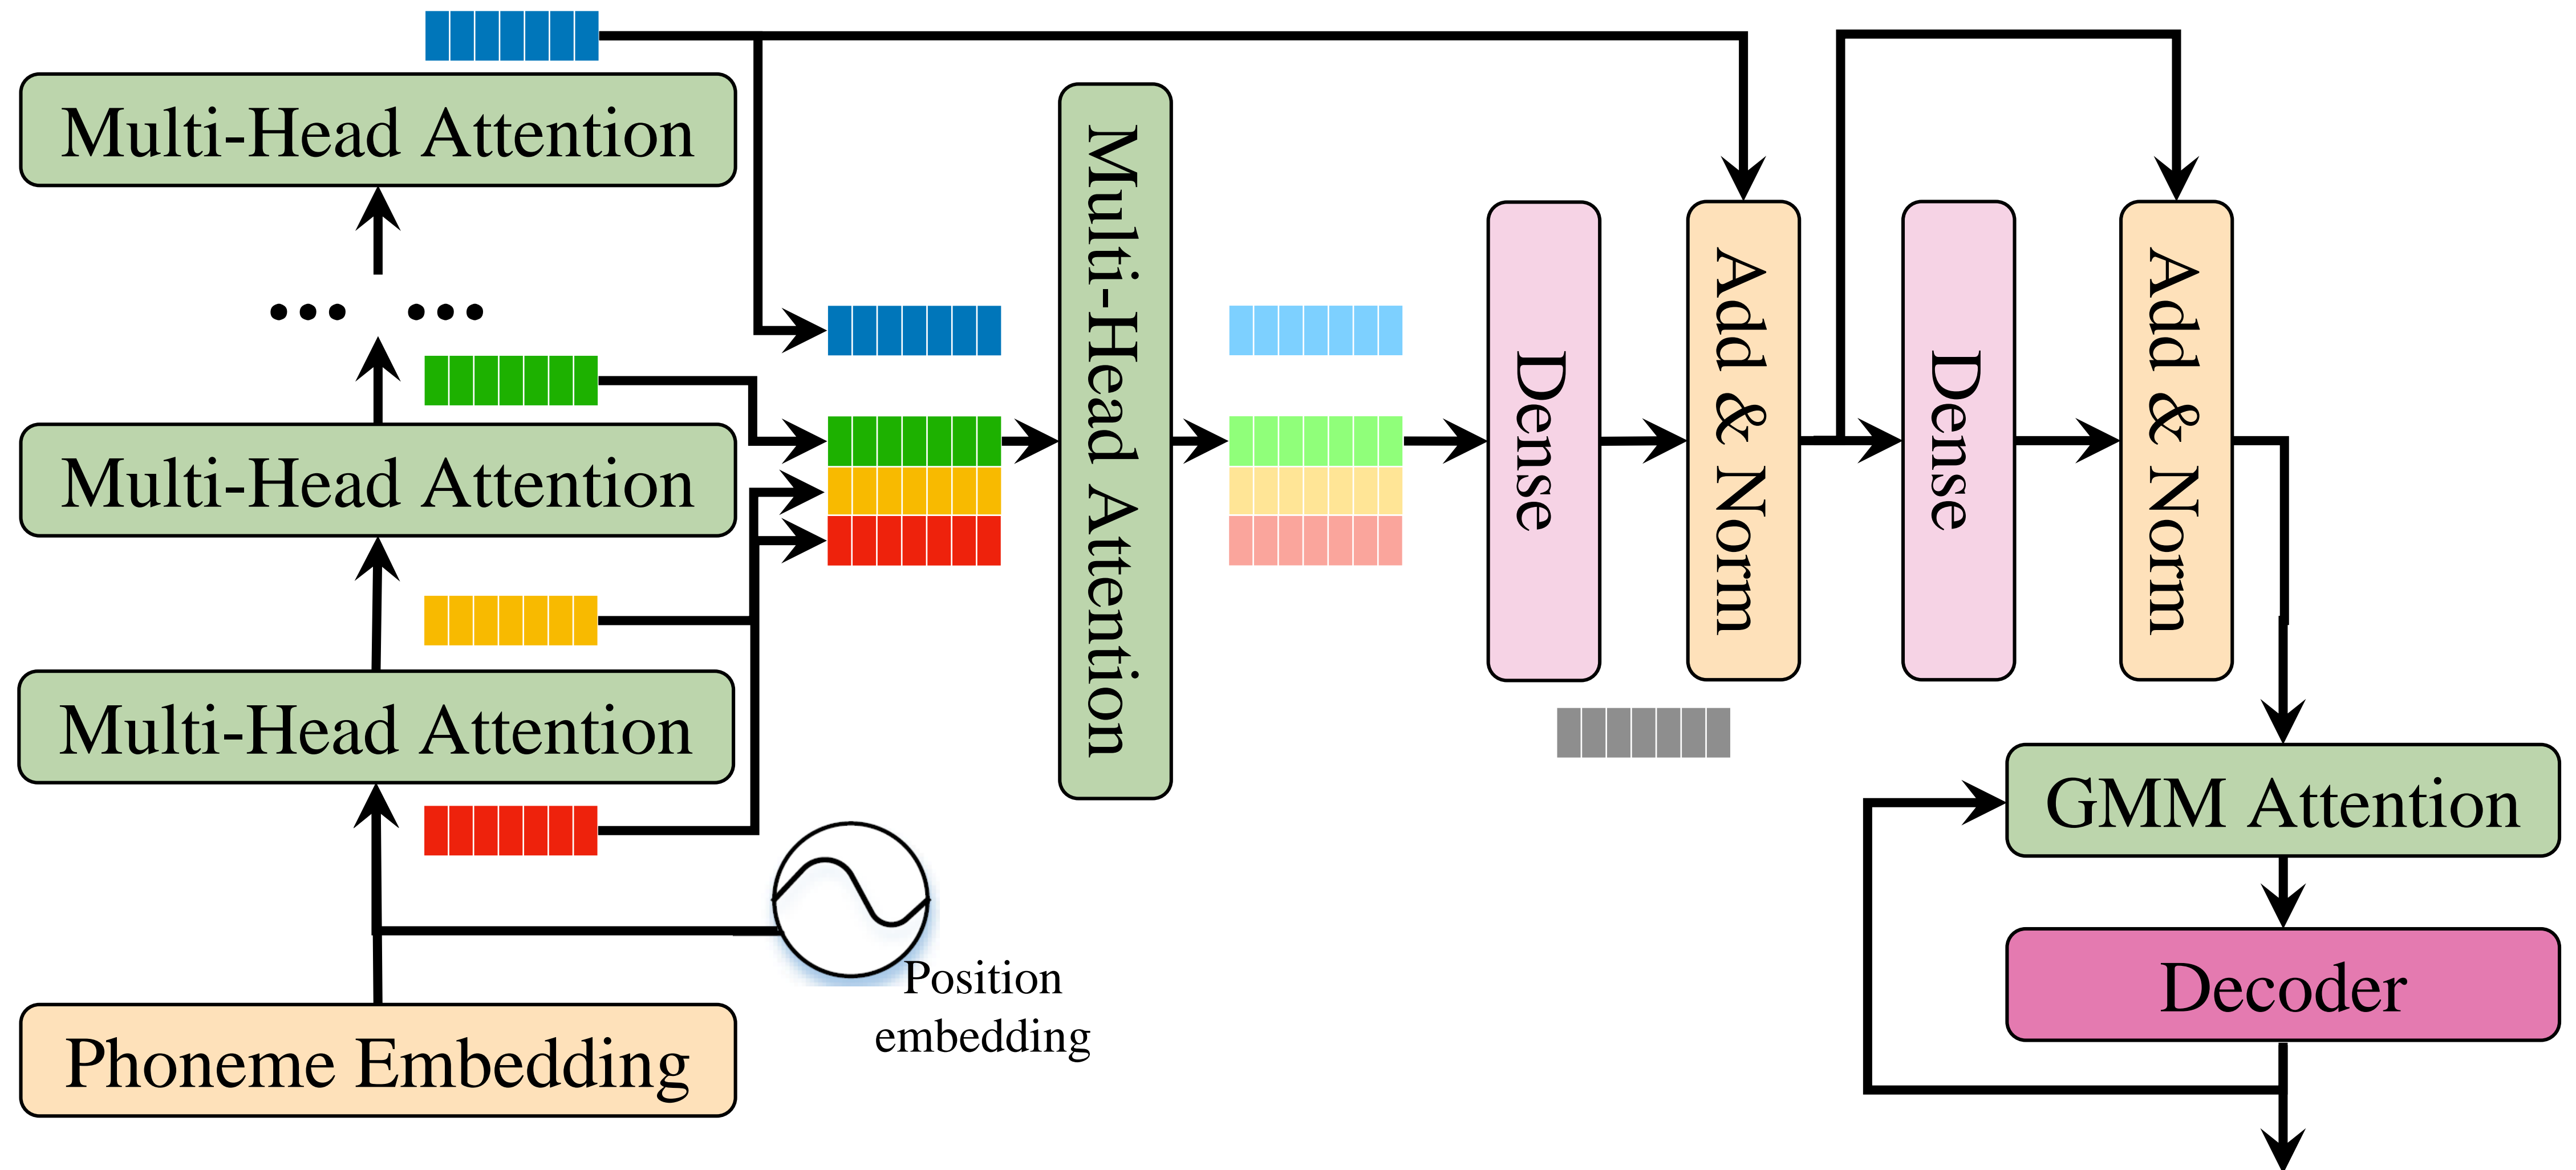 Multi-Head Attention
... ...
Multi-Head Attention
Multi-Head Attention
Position
embedding
Phoneme Embedding
Multi-Head Attention
Dense
Add & Norm
Dense
Add & Norm
GMM Attention
Decoder